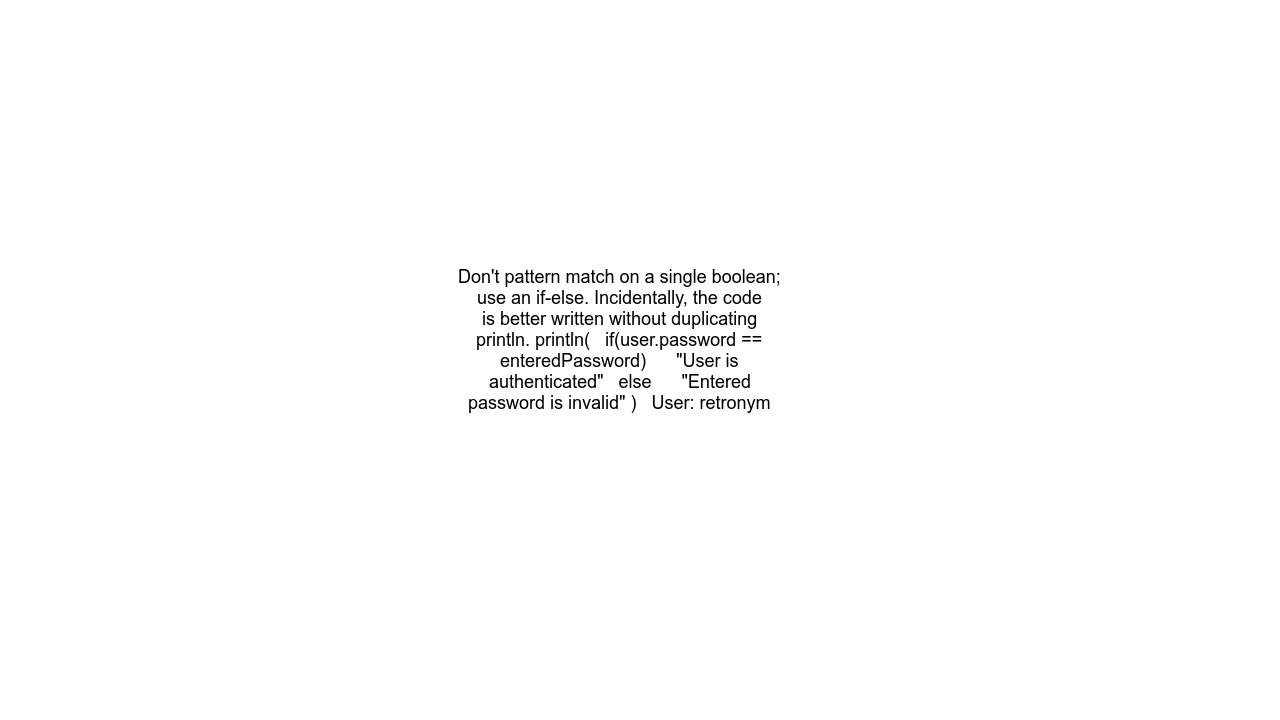 Don't pattern match on a single boolean;
use an if-else. Incidentally, the code
is better written without duplicating
println. println(   if(user.password ==
enteredPassword)      "User is
authenticated"   else      "Entered
password is invalid" )   User: retronym